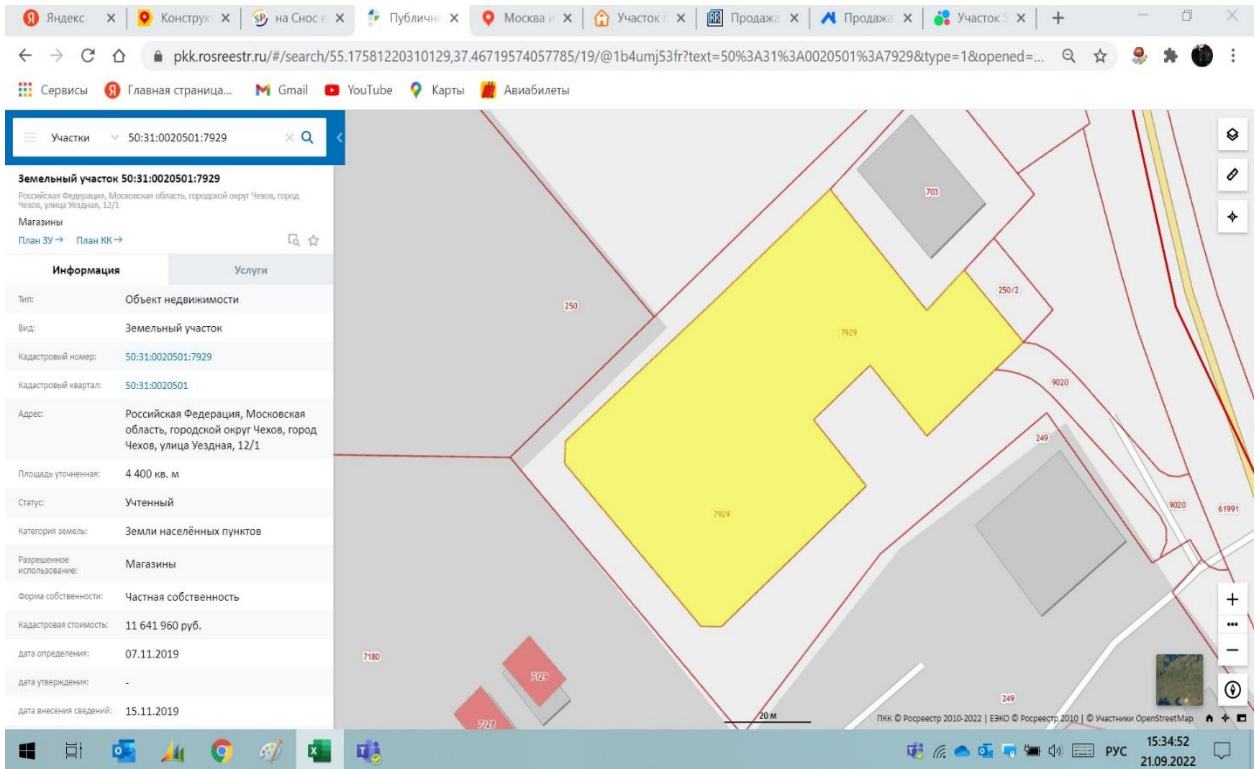 Яндекс
Конструк
на Снос в
Публична
Москва и
Участок г
Продажа
Продажа
Участок 5
pkk.rosreestr.ru/#/search/55.17581220310129,37.46719574057785/19/@1b4umj53fr?text=50%3A31%3A0020501%3A7929&type=1&opened=...
Сервисы
Главная страница...
Gmail
YouTube
Карты
Авиабилеты
Участки 50:31:0020501:7929
Земельный участок 50:31:0020501:7929
Российская Федерация, Московская область, городской округ Чехов, город
Чехов, улица Уездная, 12/1
Магазины
План ЗУ → План КК →
Информация Услуги
Тип: Объект недвижимости
Вид: Земельный участок
Кадастровый номер: 50:31:0020501:7929
Кадастровый квартал: 50:31:0020501
Адрес: Российская Федерация, Московская
область, городской округ Чехов, город
Чехов, улица Уездная, 12/1
Площадь уточненная: 4 400 кв. м
Статус: Учтенный
Категория земель: Земли населённых пунктов
Разрешенное
использование: Магазины
Форма собственности: Частная собственность
Кадастровая стоимость: 11 641 960 руб.
дата определения: 07.11.2019
дата утверждения: -
дата внесения сведений: 15.11.2019
703
250/2
250
7929
9020
249
7929
9020
61991
7180
7129
7128
249
20 м
ПКК © Росреестр 2010-2022 | ЕЭКО © Росреестр 2010 | © Участники OpenStreetMap
РУС
15:34:52
21.09.2022